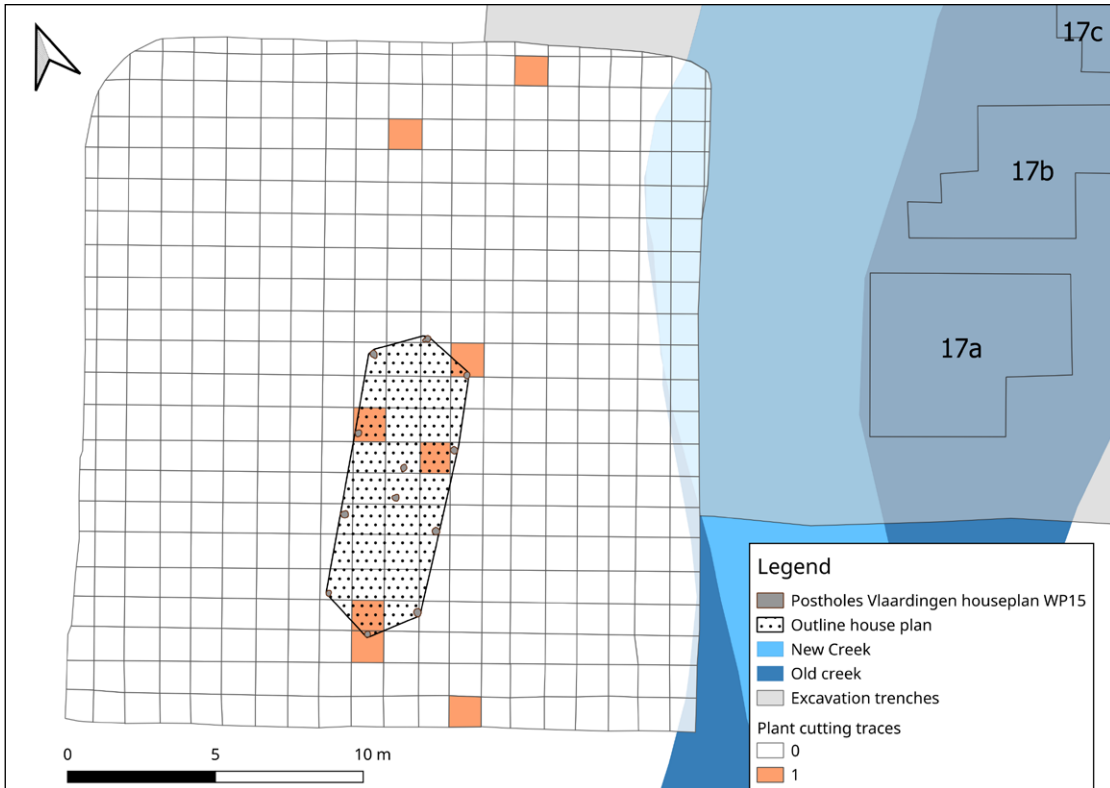 17c
17b
17a
Legend
Postholes Vlaardingen houseplan WP15
Outline house plan
New Creek
Old creek
Excavation trenches
Plant cutting traces
0
1
0 5 10 m